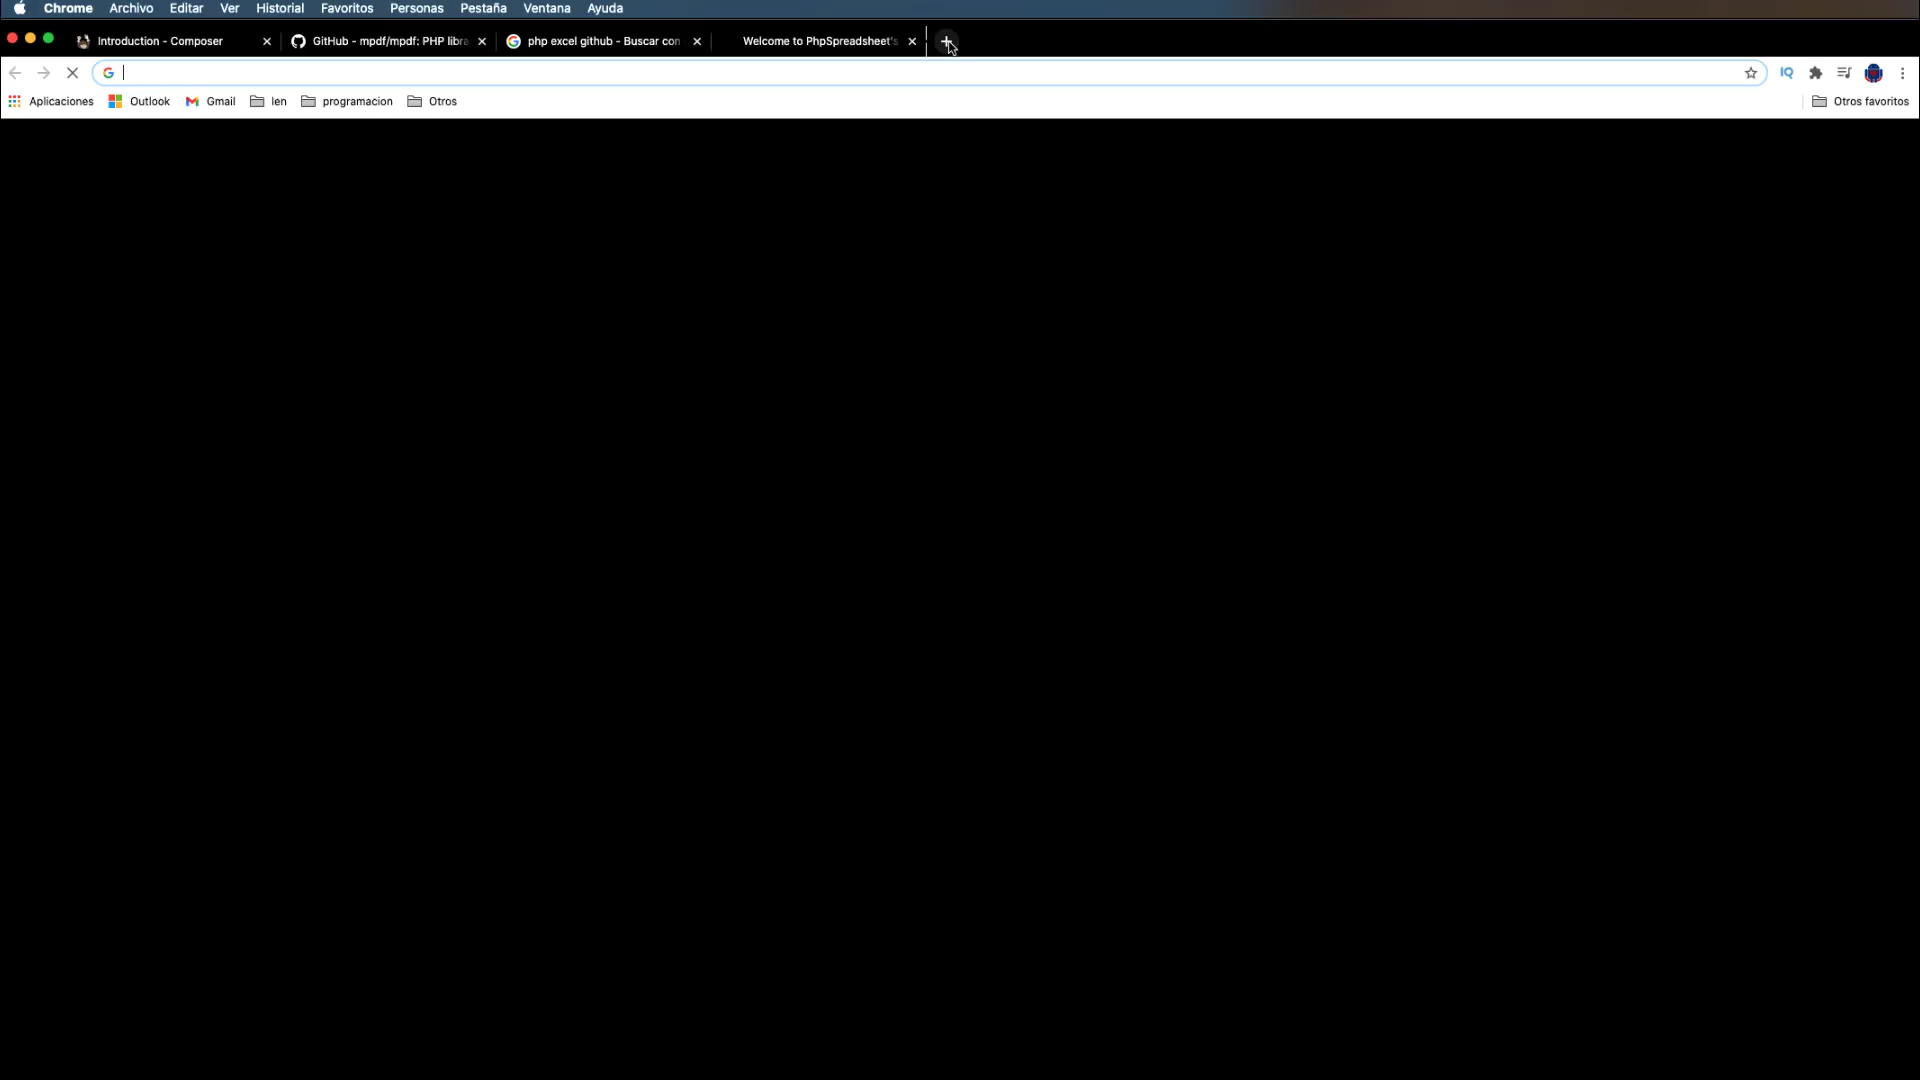 Chrome Archivo Editar Ver Historial Favoritos Personas Pestaña Ventana Ayuda
Introduction - Composer GitHub - mpdf/mpdf: PHP libra php excel github - Buscar con Welcome to PhpSpreadsheet's
IQ
Aplicaciones Outlook Gmail len programacion Otros Otros favoritos